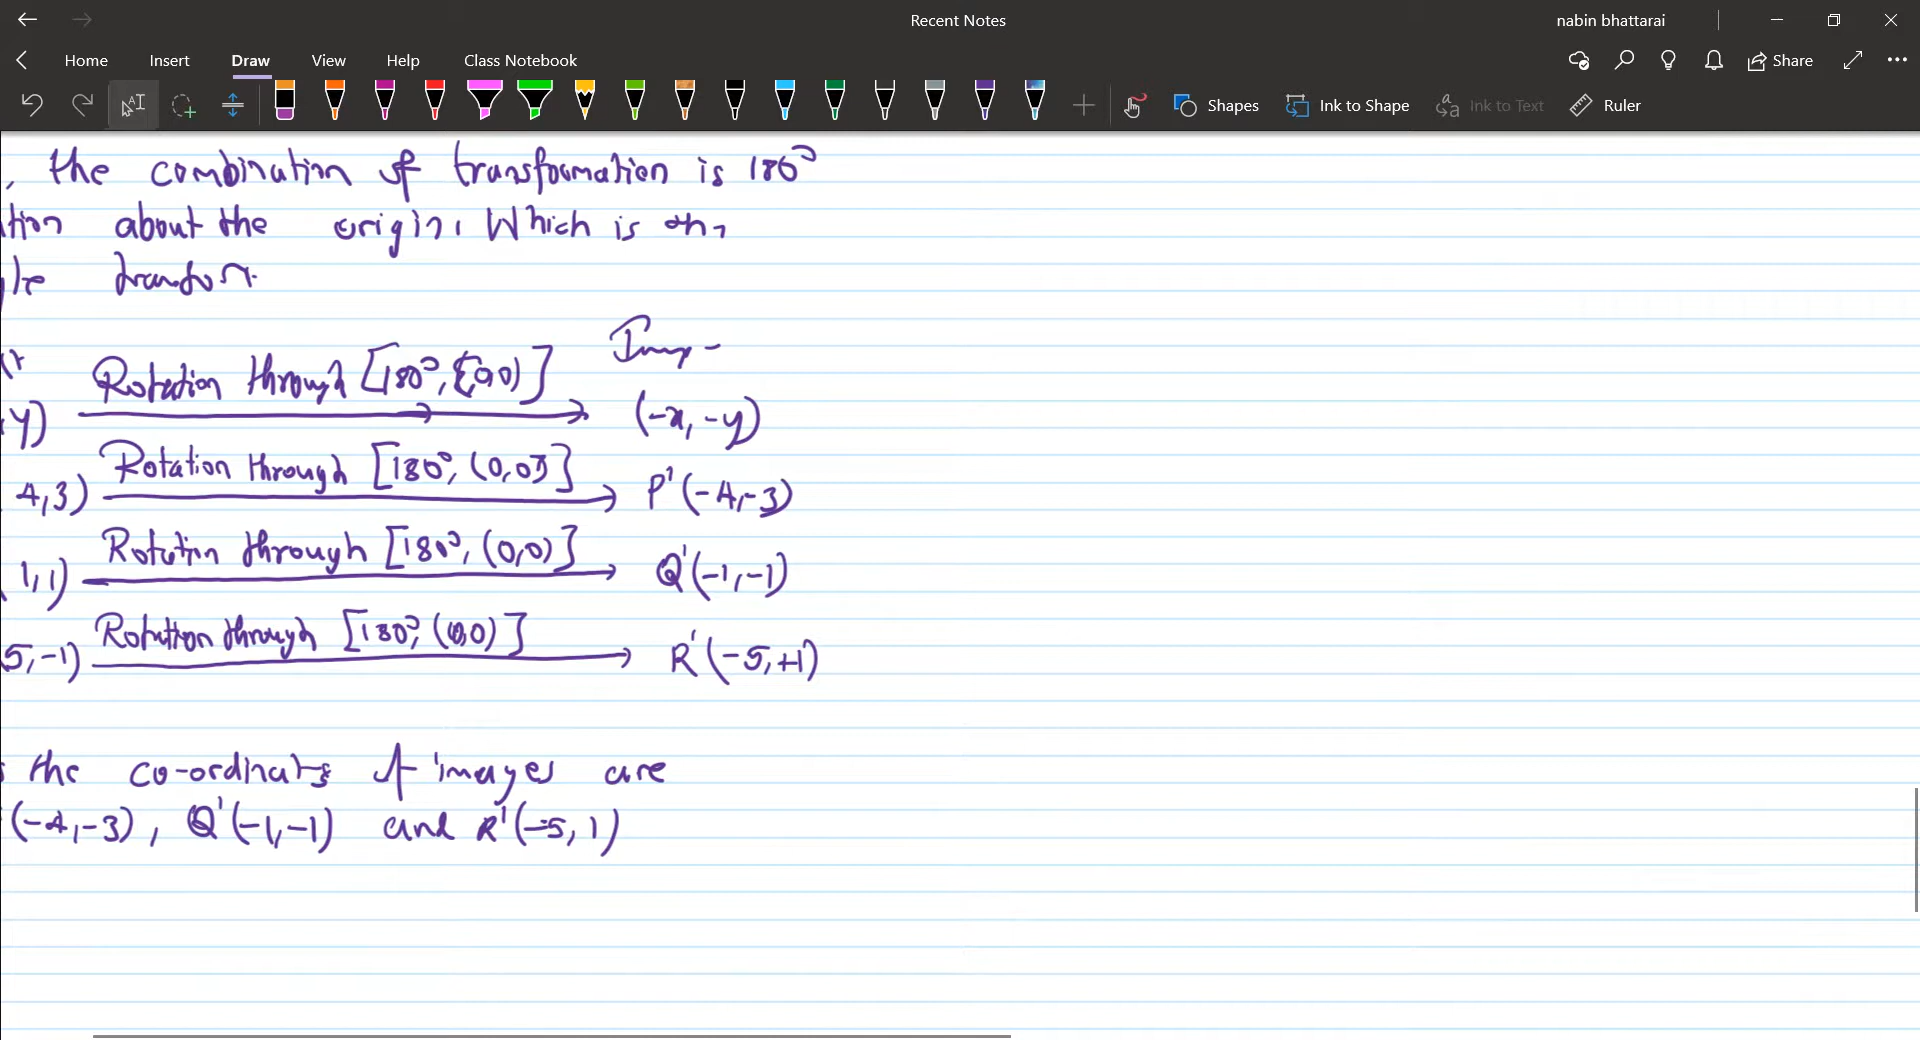 Recent Notes
nabin bhattarai
Home Insert Draw View Help Class Notebook
Share
Shapes Ink to Shape Ink to Text Ruler
, the combination of transformation is 180°
tion about the origin. Which is
le transfor
Rotation through [180°, (0,0)]
y) (-x, -y)
Rotation through [180°, (0,0)]
4,3) P'(-4,-3)
Rotation through [180°, (0,0)]
1,1) Q'(-1,-1)
Rotation through [180°, (0,0)]
5,-1) R'(-5,+1)
the co-ordinates of images are
(-4,-3), Q'(-1,-1) and R'(-5, 1)